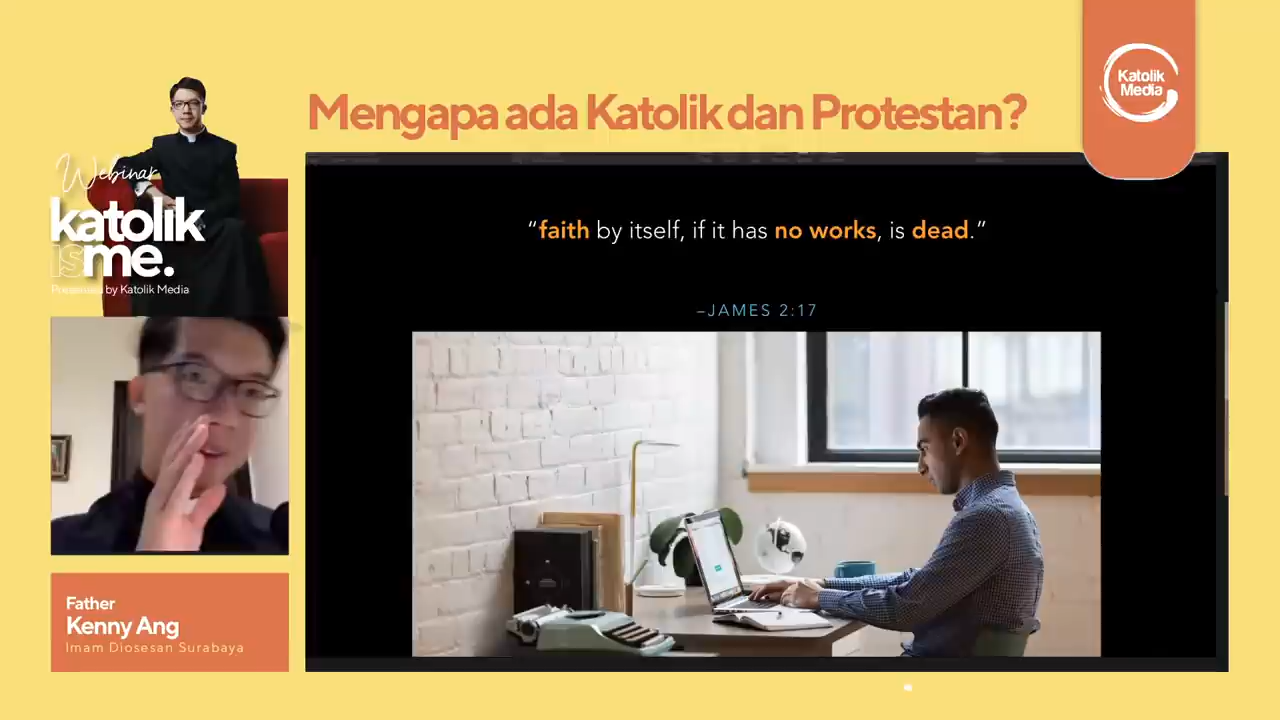 Mengapa ada Katolik dan Protestan?
Katolik
Media
Webinar
katolik
is me.
Presented by Katolik Media
“faith by itself, if it has no works, is dead.”
–JAMES 2:17
Father
Kenny Ang
Imam Diosesan Surabaya